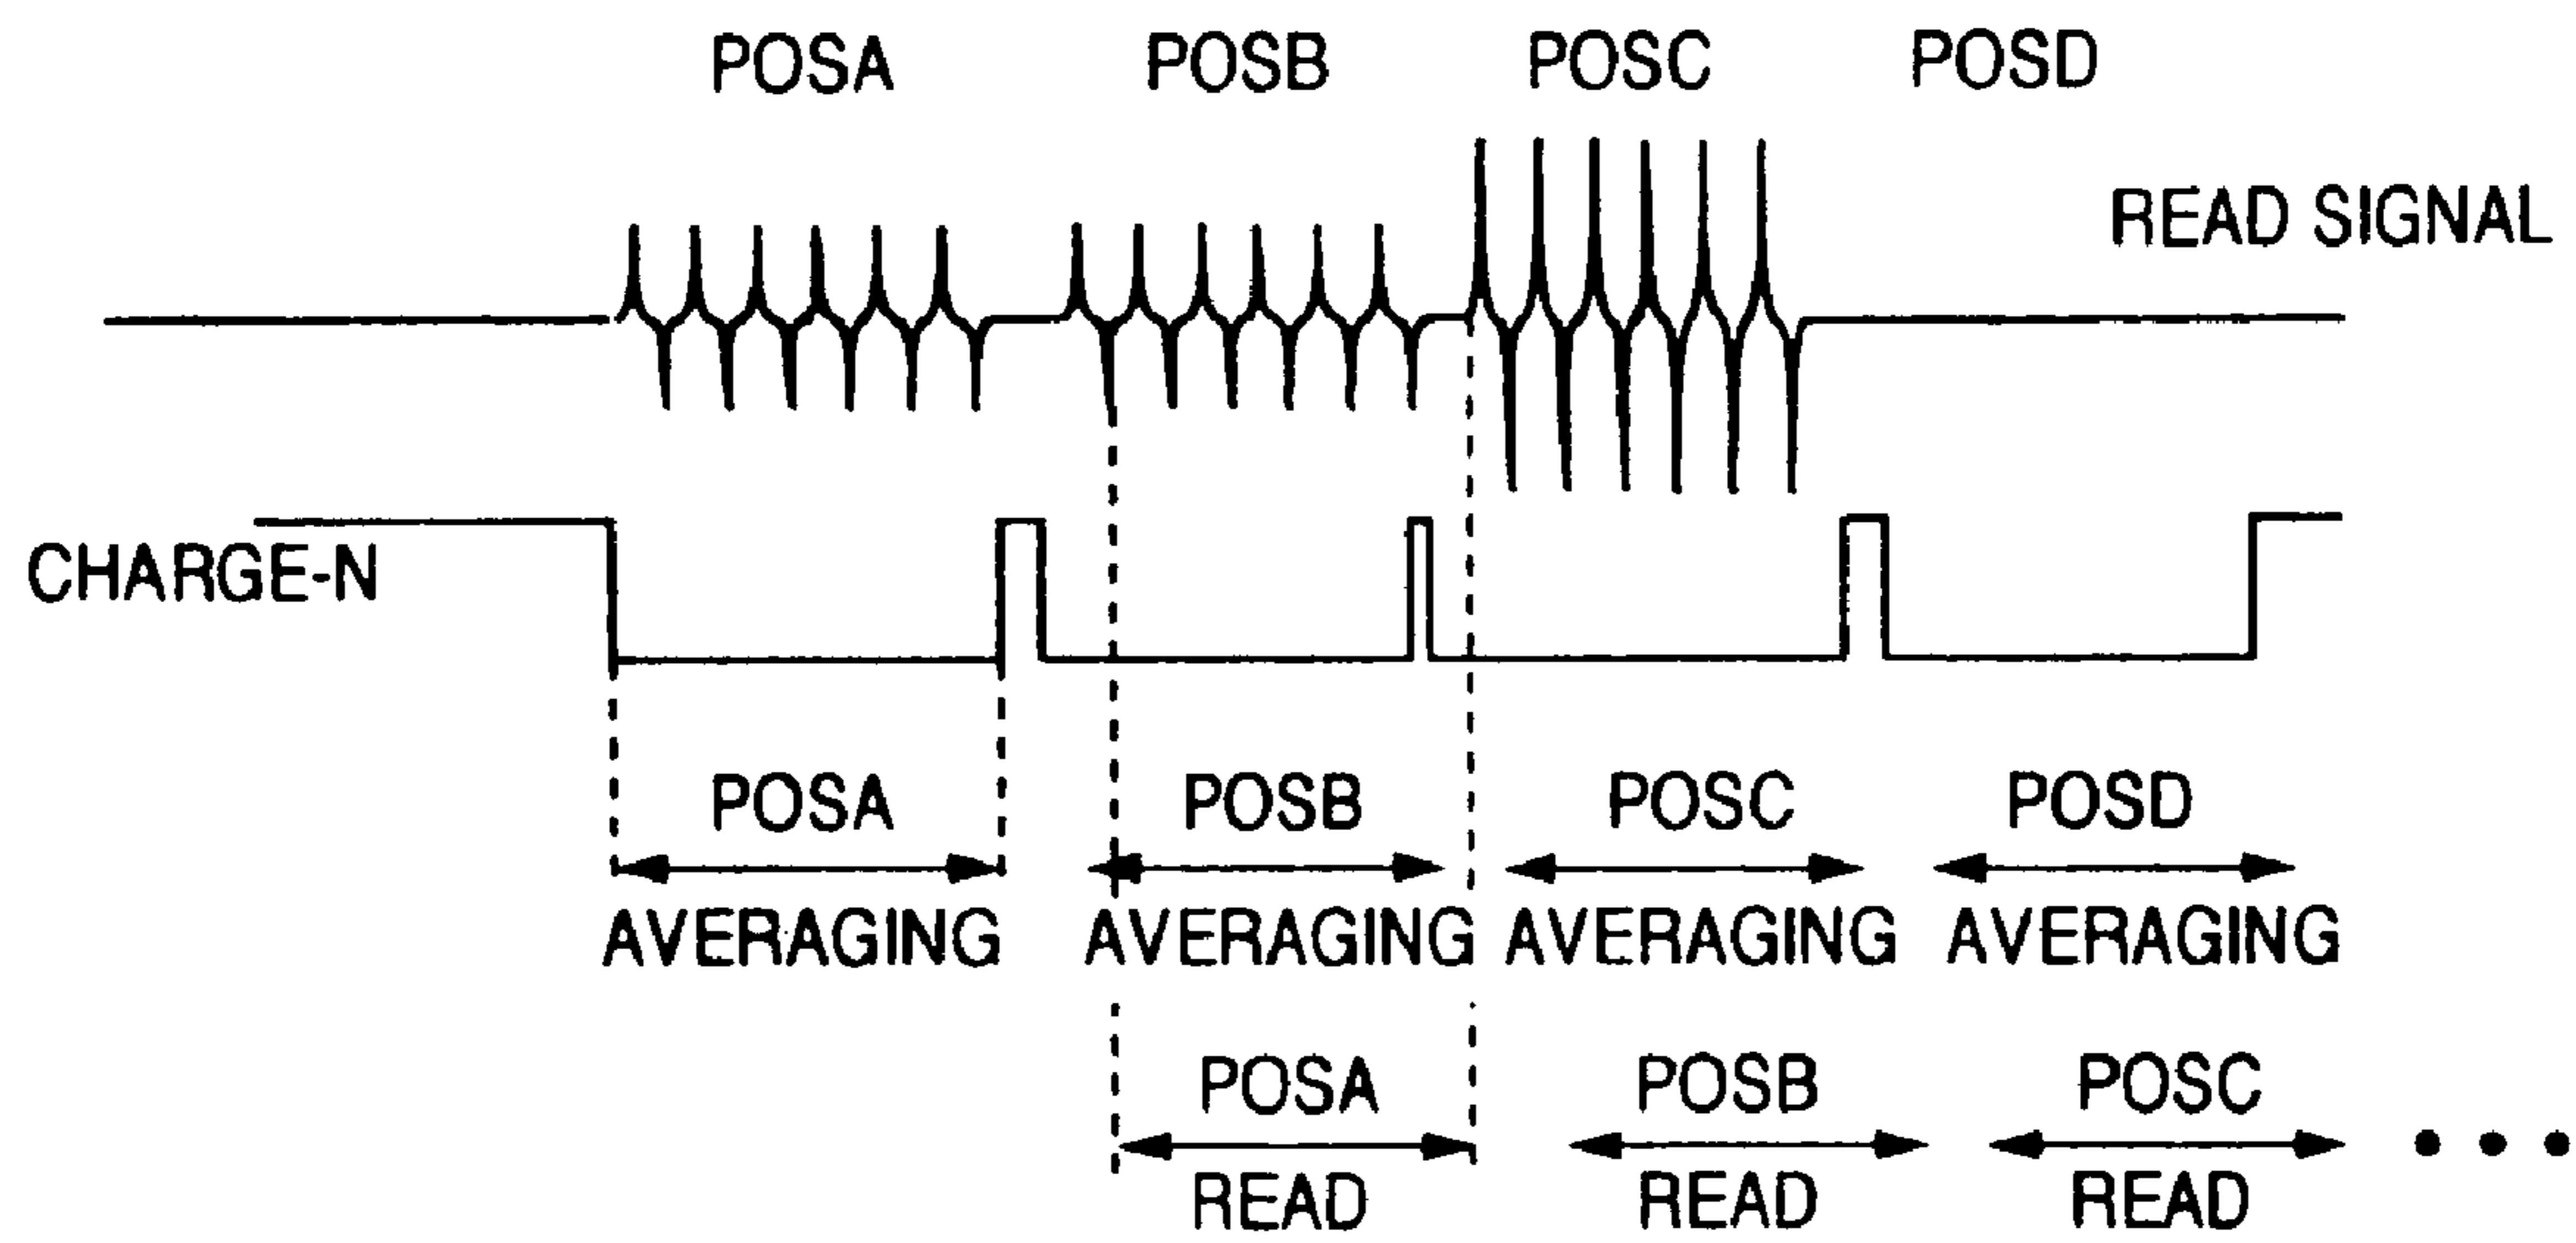 POSA POSB POSC POSD
READ SIGNAL
CHARGE-N
POSA POSB POSC POSD
AVERAGING AVERAGING AVERAGING AVERAGING
POSA POSB POSC
READ READ READ